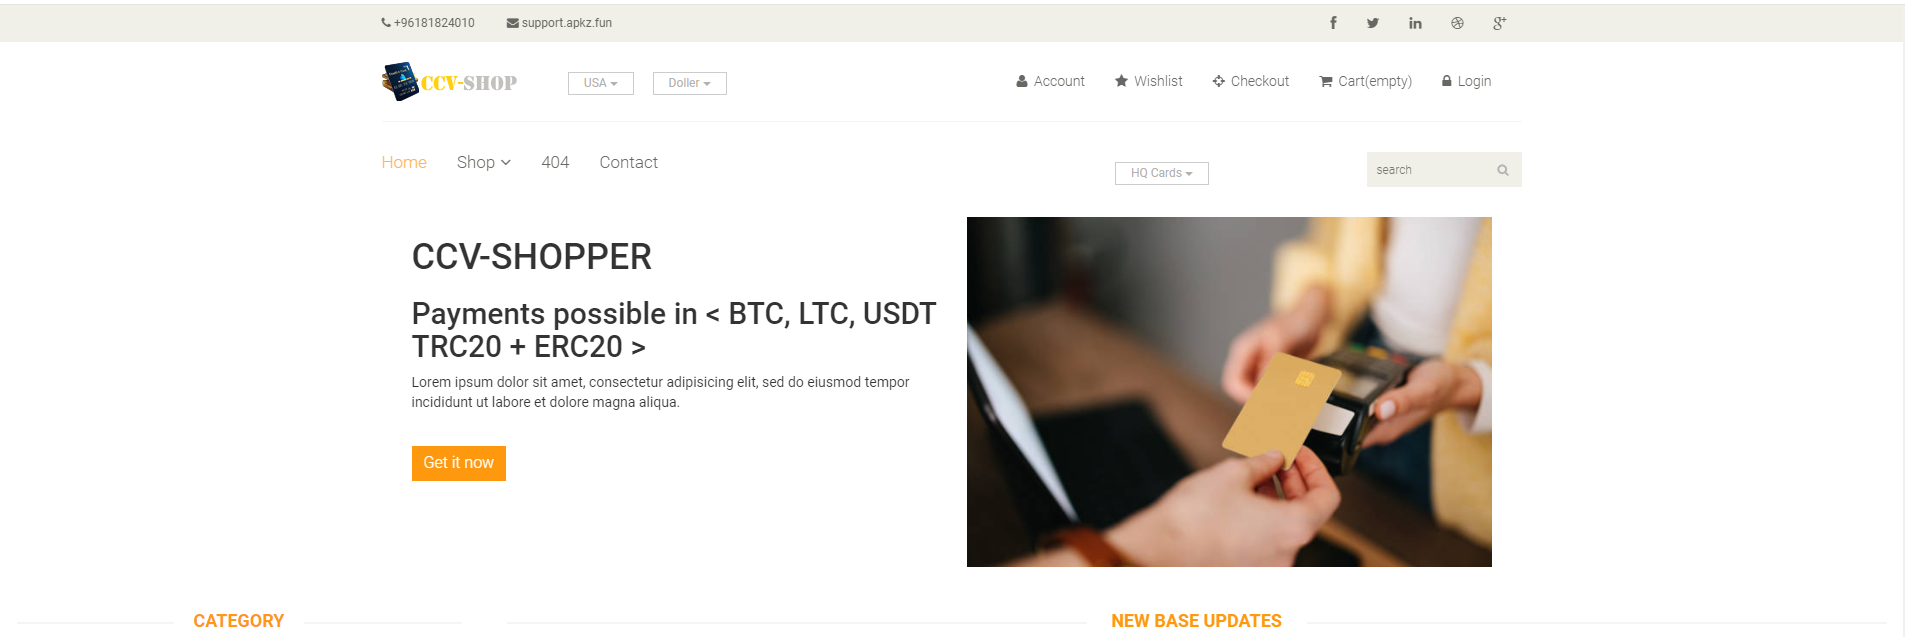 +96181824010 support.apkz.fun
CCV-SHOP USA Doller Account Wishlist Checkout Cart(empty) Login
Home Shop 404 Contact HQ Cards search
CCV-SHOPPER
Payments possible in < BTC, LTC, USDT
TRC20 + ERC20 >
Lorem ipsum dolor sit amet, consectetur adipisicing elit, sed do eiusmod tempor
incididunt ut labore et dolore magna aliqua.
Get it now
CATEGORY NEW BASE UPDATES